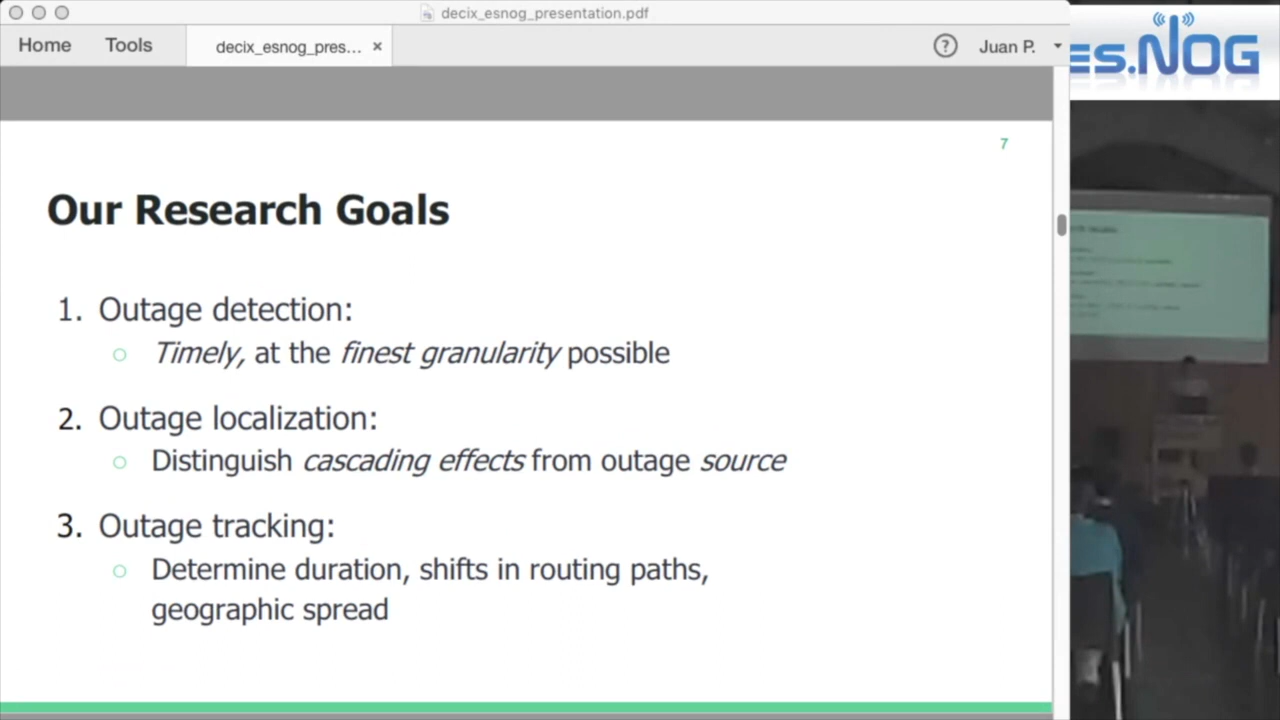 decix_esnog_presentation.pdf
Home Tools decix_esnog_pres... × ? Juan P.
es.NOG
7
Our Research Goals
1. Outage detection:
○ Timely, at the finest granularity possible
2. Outage localization:
○ Distinguish cascading effects from outage source
3. Outage tracking:
○ Determine duration, shifts in routing paths,
geographic spread